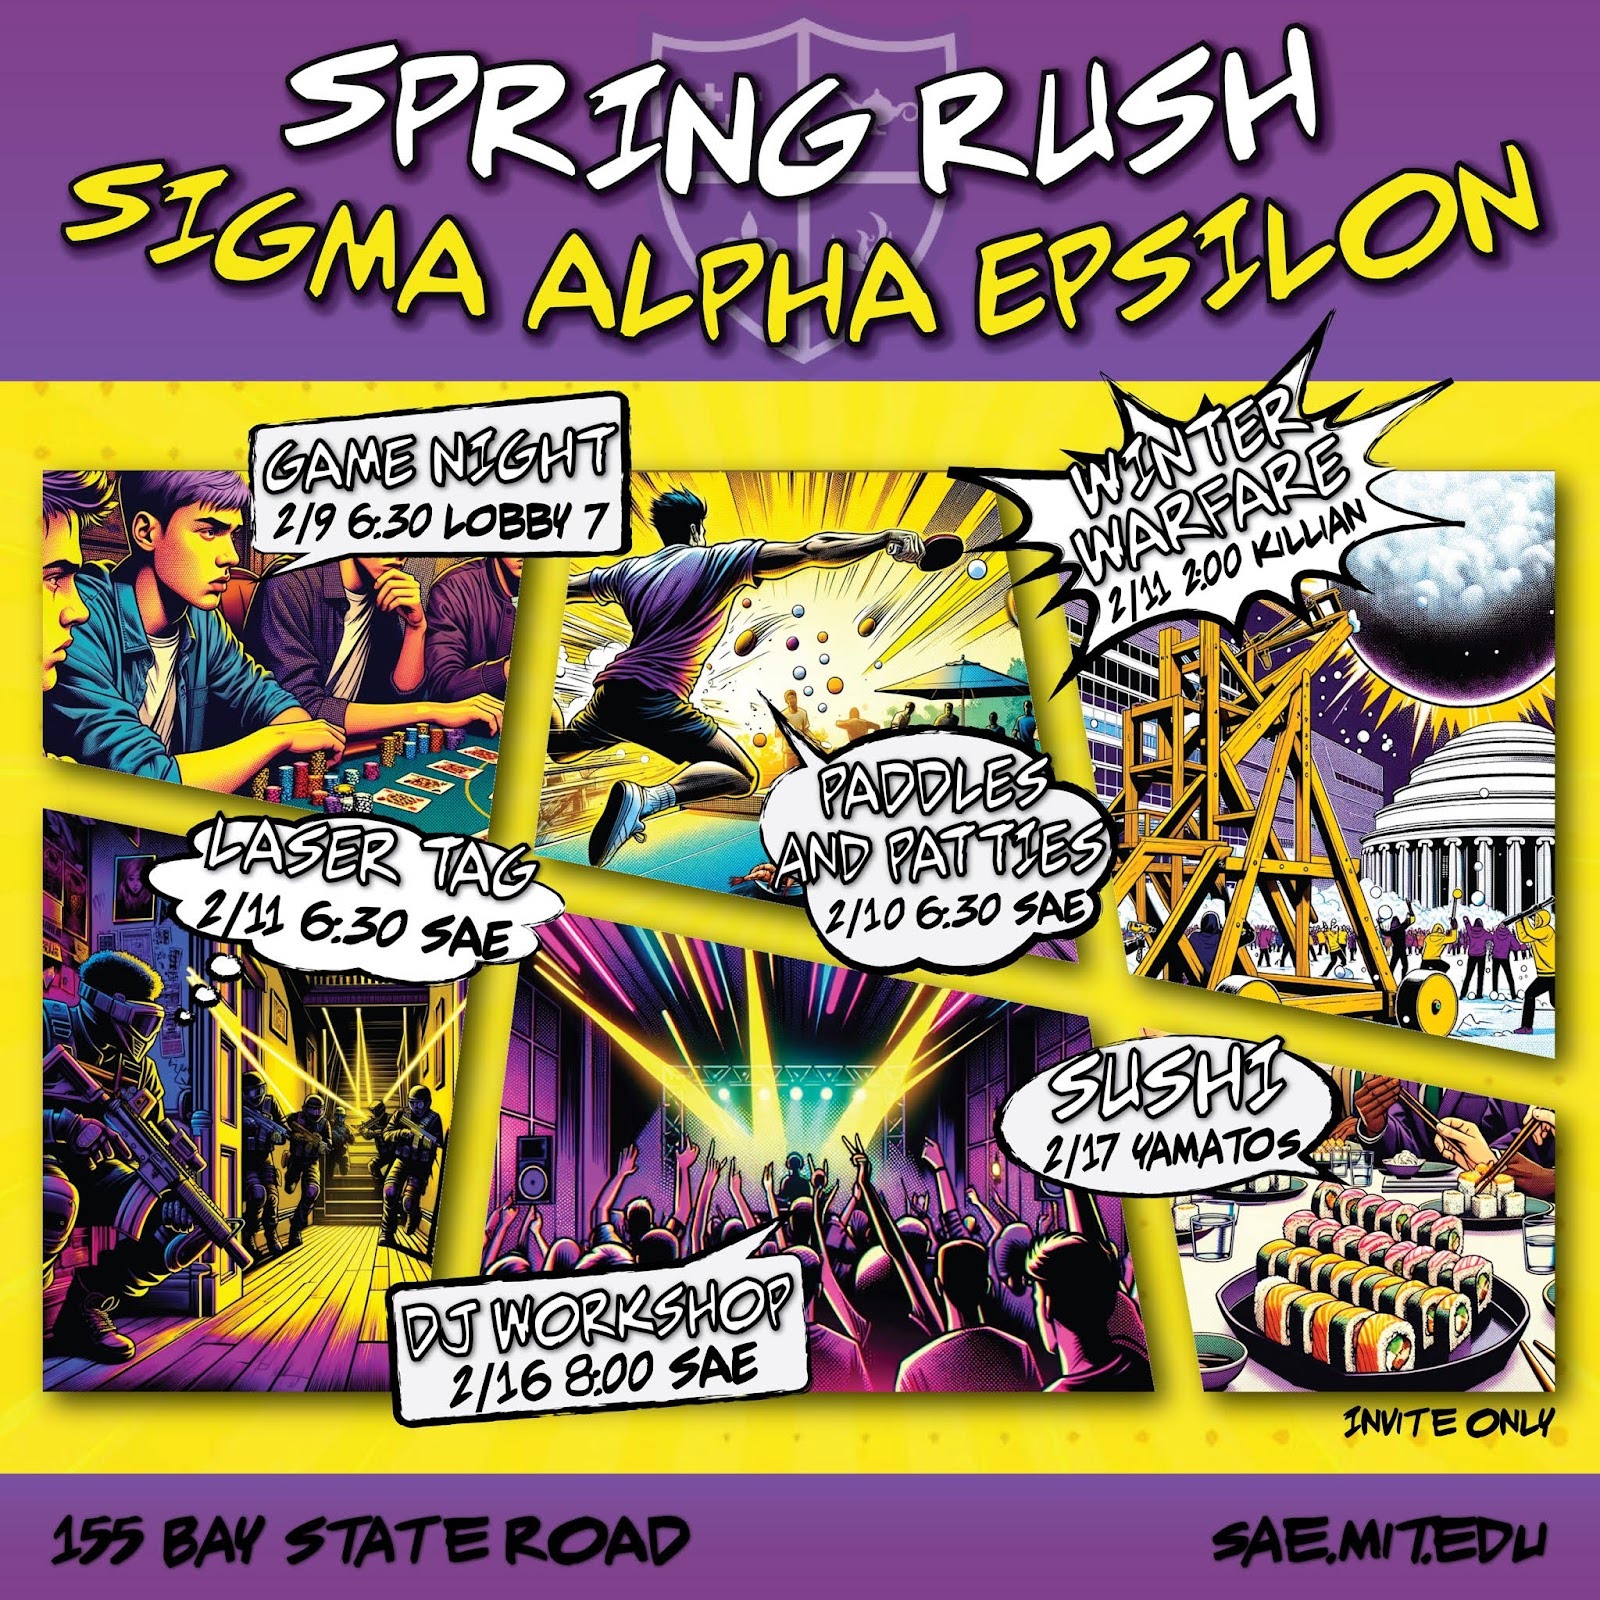 SPRING RUSH
SIGMA ALPHA EPSILON
GAME NIGHT
2/9 6:30 LOBBY 7
WINTER
WARFARE
2/11 2:00 KILLIAN
PADDLES
AND PATTIES
2/10 6:30 SAE
LASER TAG
2/11 6:30 SAE
SUSHI
2/17 YAMATOS
DJ WORKSHOP
2/16 8:00 SAE
INVITE ONLY
155 BAY STATE ROAD
SAE.MIT.EDU